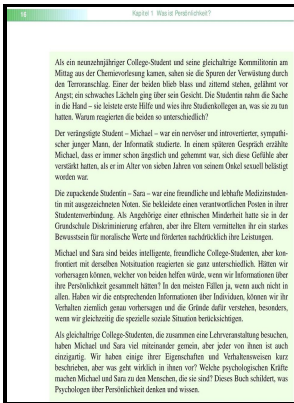 16
Kapitel 1 Was ist Persönlichkeit?
Als ein neunzehnjähriger College-Student und seine gleichaltrige Kommilitonin am
Mittag aus der Chemievorlesung kamen, sahen sie die Spuren der Verwüstung durch
den Terroranschlag. Einer der beiden blieb blass und zitternd stehen, gelähmt vor
Angst; ein schwaches Lächeln ging über sein Gesicht. Die Studentin nahm die Sache
in die Hand – sie leistete erste Hilfe und wies ihre Studienkollegen an, was sie zu tun
hatten. Warum reagierten die beiden so unterschiedlich?
Der verängstigte Student – Michael – war ein nervöser und introvertierter, sympathi-
scher junger Mann, der Informatik studierte. In einem späteren Gespräch erzählte
Michael, dass er immer schon ängstlich und gehemmt war, sich diese Gefühle aber
verstärkt hatten, als er im Alter von sieben Jahren von seinem Onkel sexuell belästigt
worden war.
Die zupackende Studentin – Sara – war eine freundliche und lebhafte Medizinstuden-
tin mit ausgezeichneten Noten. Sie bekleidete einen verantwortlichen Posten in ihrer
Studentenverbindung. Als Angehörige einer ethnischen Minderheit hatte sie in der
Grundschule Diskriminierung erfahren, aber ihre Eltern vermittelten ihr ein starkes
Bewusstsein für moralische Werte und förderten nachdrücklich ihre Leistungen.
Michael und Sara sind beides intelligente, freundliche College-Studenten, aber kon-
frontiert mit derselben Notsituation reagierten sie ganz unterschiedlich. Hätten wir
vorhersagen können, welcher von beiden helfen würde, wenn wir Informationen über
ihre Persönlichkeit gesammelt hätten? In den meisten Fällen ja, wenn auch nicht in
allen. Haben wir die entsprechenden Informationen über Individuen, können wir ihr
Verhalten ziemlich genau vorhersagen und die Gründe dafür verstehen, besonders,
wenn wir gleichzeitig die spezielle soziale Situation berücksichtigen.
Als gleichaltrige College-Studenten, die zusammen eine Lehrveranstaltung besuchen,
haben Michael und Sara viel miteinander gemein, aber jeder von ihnen ist auch
einzigartig. Wir haben einige ihrer Eigenschaften und Verhaltensweisen kurz
beschrieben, aber was geht wirklich in ihnen vor? Welche psychologischen Kräfte
machen Michael und Sara zu den Menschen, die sie sind? Dieses Buch schildert, was
Psychologen über Persönlichkeit denken und wissen.